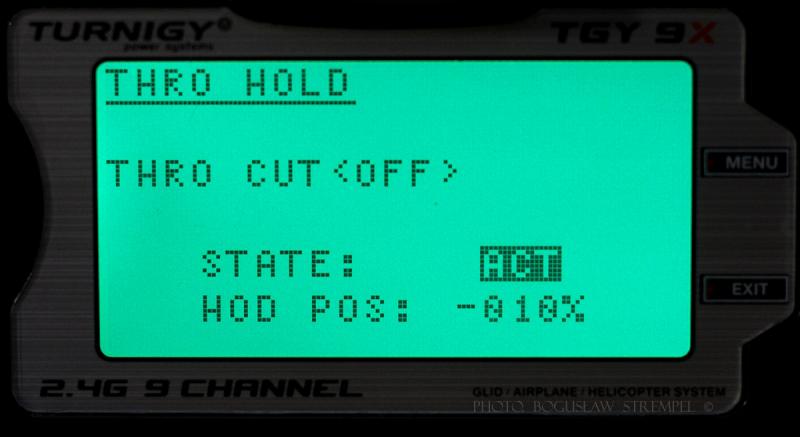 TURNIGY®
power systems
TGY 9X
THRO HOLD
THRO CUT<OFF>
STATE: ACT
HOD POS: -010%
MENU
EXIT
2.4G 9 CHANNEL
GLID / AIRPLANE / HELICOPTER SYSTEM
PHOTO BOGUSŁAW STREMPEL ©